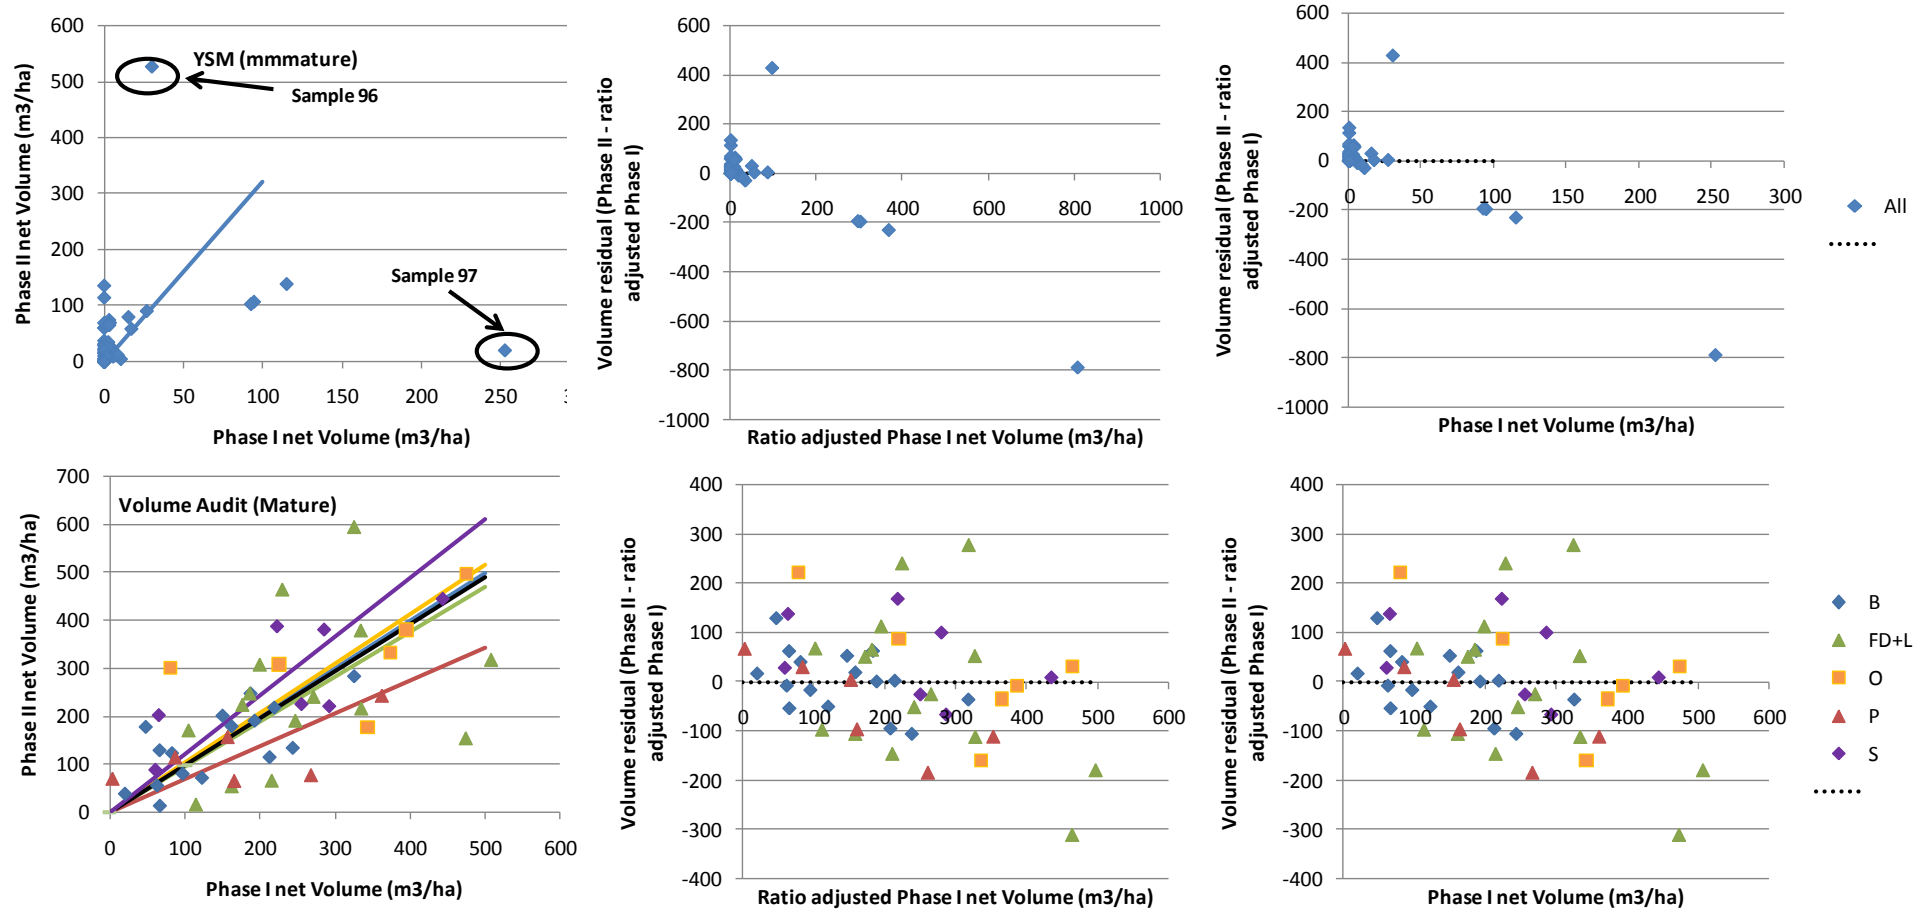 600
500
400
300
200
100
0
0 50 100 150 200 250
Phase II net Volume (m3/ha)
YSM (mmmature)
Sample 96
Sample 97
Phase I net Volume (m3/ha)
600
400
200
0
-200
-400
-600
-800
-1000
0 200 400 600 800 1000
Volume residual (Phase II - ratio
adjusted Phase I)
Ratio adjusted Phase I net Volume (m3/ha)
600
400
200
0
-200
-400
-600
-800
-1000
0 50 100 150 200 250 300
Volume residual (Phase II - ratio
adjusted Phase I)
Phase I net Volume (m3/ha)
All
700
600
500
400
300
200
100
0
0 100 200 300 400 500 600
Phase II net Volume (m3/ha)
Volume Audit (Mature)
Phase I net Volume (m3/ha)
400
300
200
100
0
-100
-200
-300
-400
0 100 200 300 400 500 600
Volume residual (Phase II - ratio
adjusted Phase I)
Ratio adjusted Phase I net Volume (m3/ha)
400
300
200
100
0
-100
-200
-300
-400
0 100 200 300 400 500 600
Volume residual (Phase II - ratio
adjusted Phase I)
Phase I net Volume (m3/ha)
B
FD+L
O
P
S